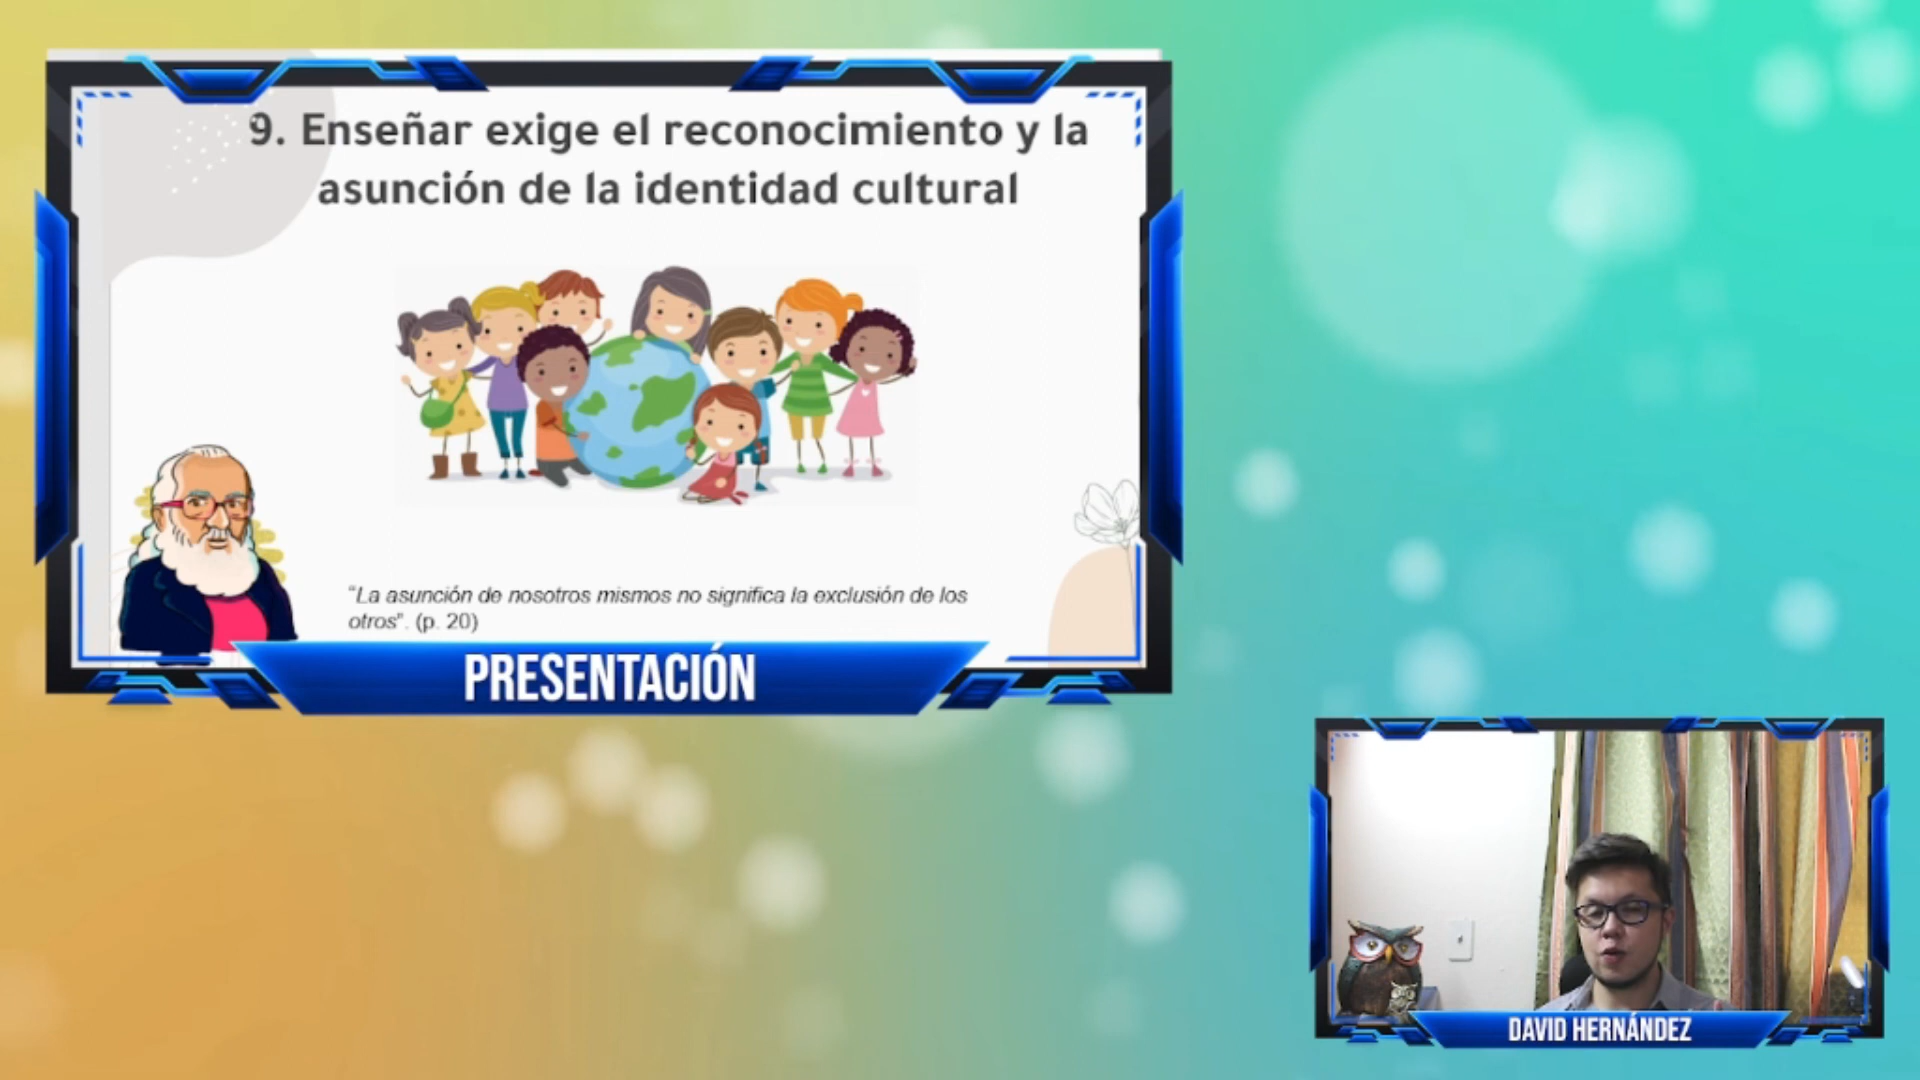 9. Enseñar exige el reconocimiento y la
asunción de la identidad cultural
“La asunción de nosotros mismos no significa la exclusión de los
otros”. (p. 20)
PRESENTACIÓN
DAVID HERNÁNDEZ